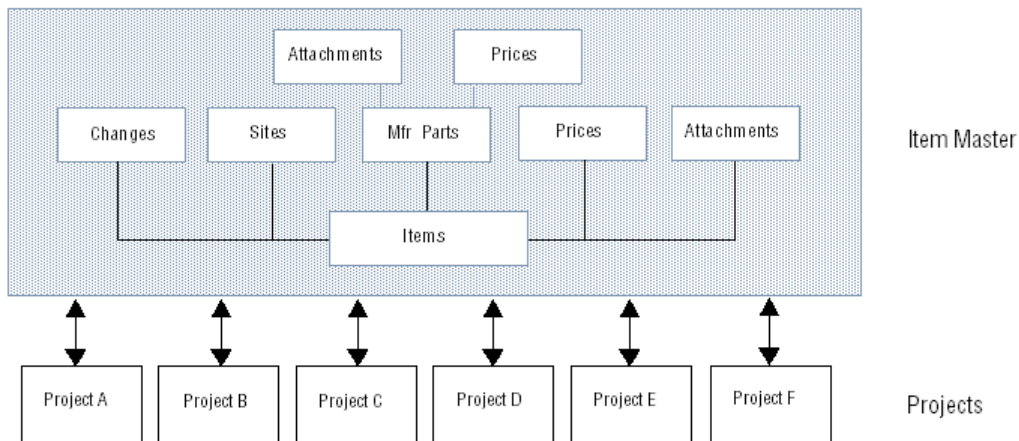 Attachments
Prices
Changes
Sites
Mfr Parts
Prices
Attachments
Item Master
Items
Project A
Project B
Project C
Project D
Project E
Project F
Projects